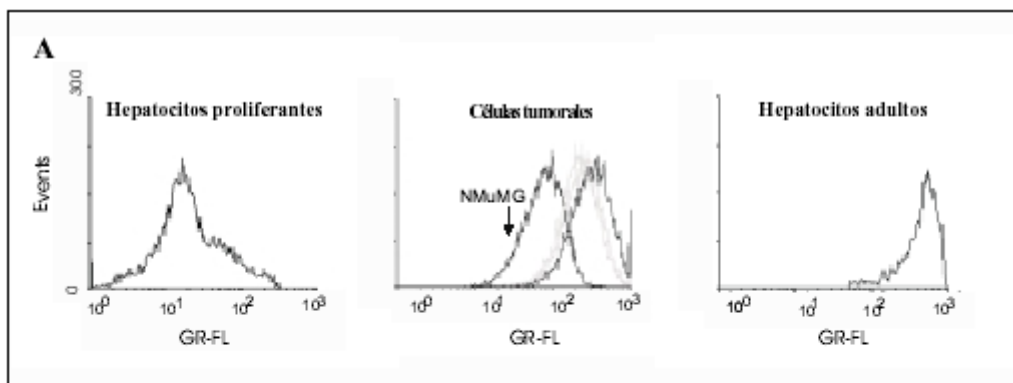 A
Hepatocitos proliferantes
Células tumorales
Hepatocitos adultos
300
Events
0
NMuMG
10⁰ 10¹ 10² 10³
10⁰ 10¹ 10² 10³
10⁰ 10¹ 10² 10³
GR-FL
GR-FL
GR-FL